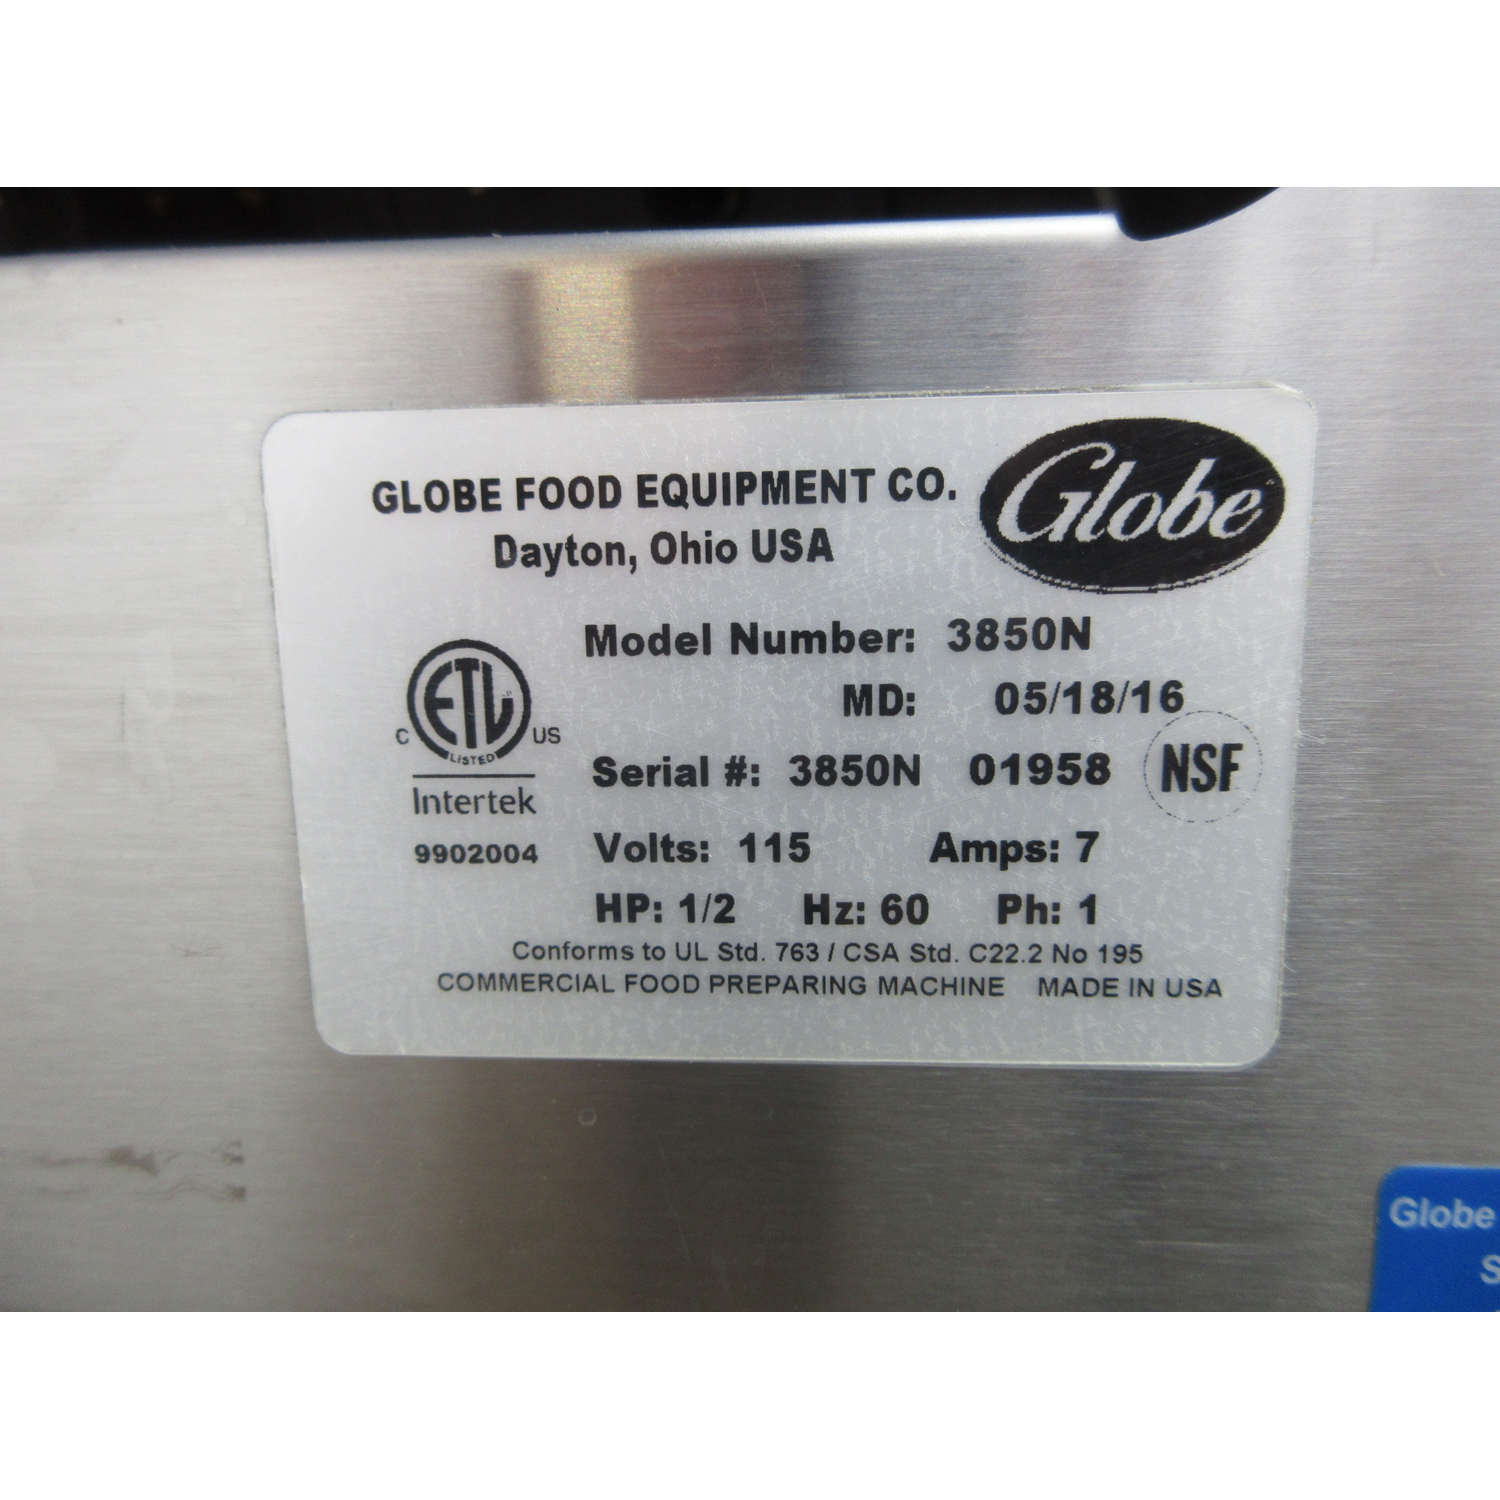 GLOBE FOOD EQUIPMENT CO.
Dayton, Ohio USA
Globe
Model Number: 3850N
MD: 05/18/16
Serial #: 3850N 01958
NSF
C ETL US
LISTED
Intertek
9902004
Volts: 115 Amps: 7
HP: 1/2 Hz: 60 Ph: 1
Conforms to UL Std. 763 / CSA Std. C22.2 No 195
COMMERCIAL FOOD PREPARING MACHINE MADE IN USA
Globe
S